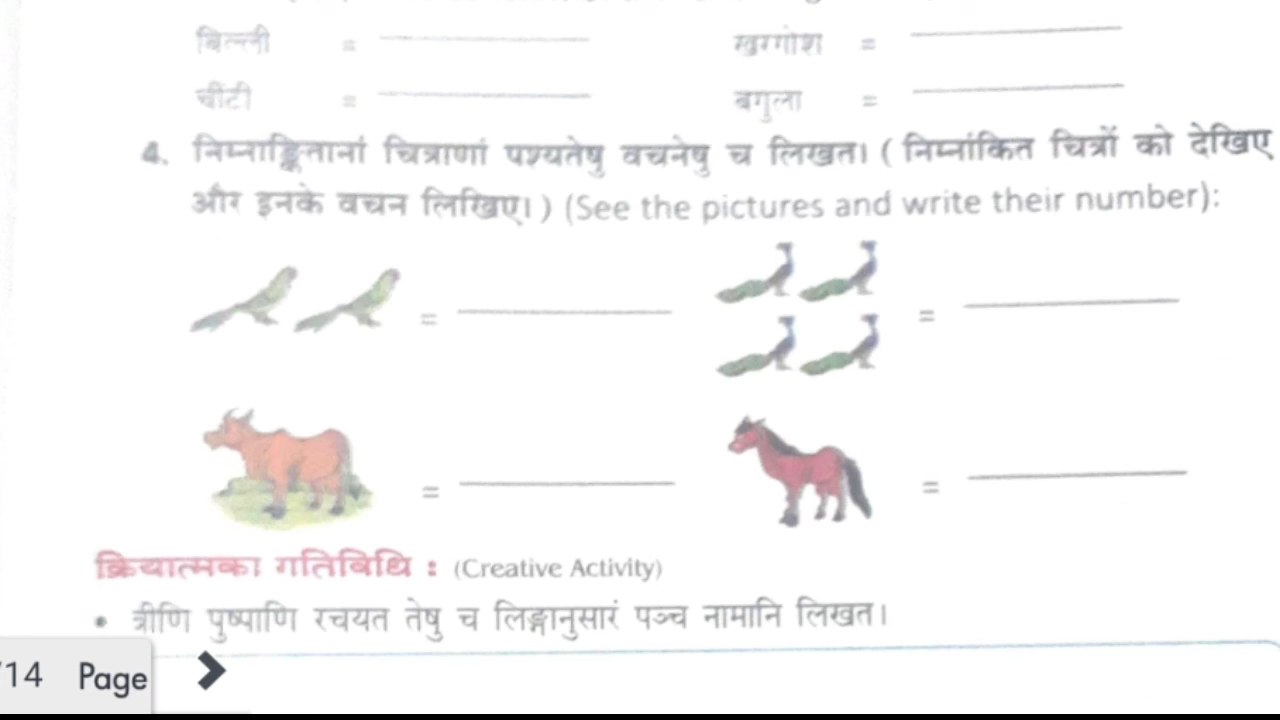 बिल्ली = खरगोश =
चींटी = बगुला =
4. निम्नाङ्कितानां चित्राणां पश्यतेषु वचनेषु च लिखत। ( निम्नांकित चित्रों को देखिए
और इनके वचन लिखिए। ) (See the pictures and write their number):
= =
= =
क्रियात्मका गतिविधि : (Creative Activity)
• त्रीणि पुष्पाणि रचयत तेषु च लिङ्गानुसारं पञ्च नामानि लिखत।
/14 Page